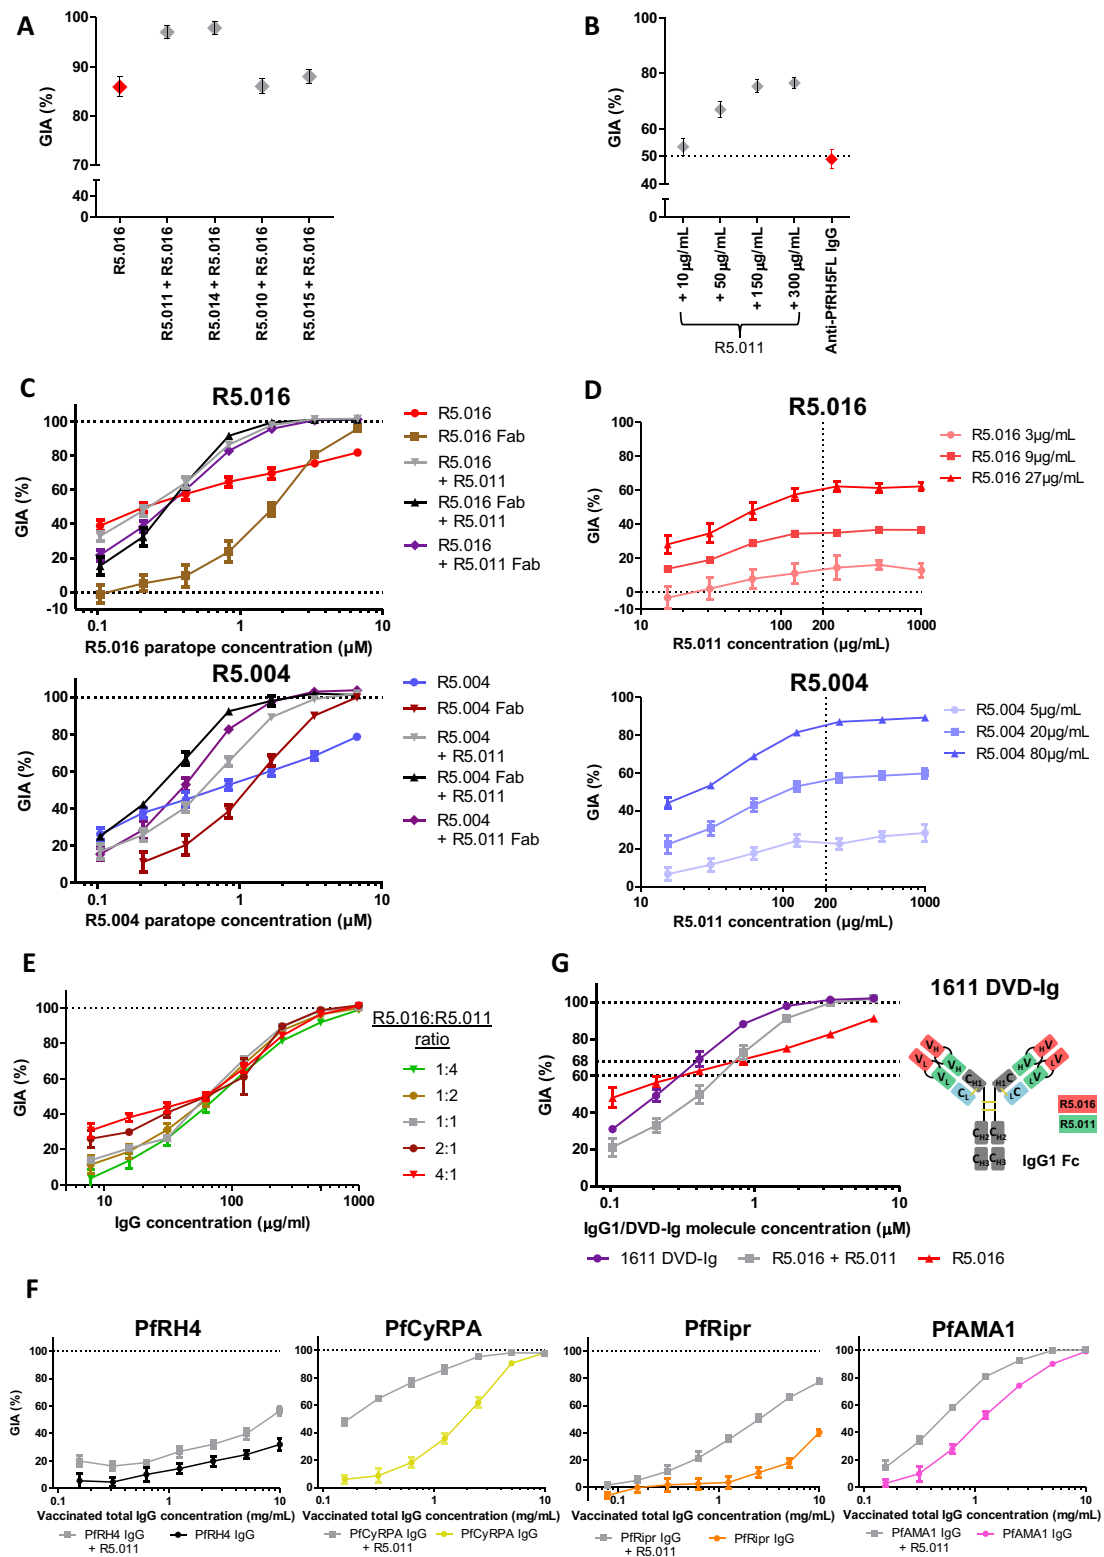 A
100
90
80
70
40
0
GIA (%)
R5.016
R5.011 + R5.016
R5.014 + R5.016
R5.010 + R5.016
R5.015 + R5.016
B
100
80
60
50
40
0
GIA (%)
+ 10µg/mL
+ 50µg/mL
+ 150µg/mL
+ 300µg/mL
Anti-PfRH5FL IgG
R5.011
C
R5.016
100
80
60
40
20
0
-10
GIA (%)
0.1
1
10
R5.016 paratope concentration (µM)
R5.016
R5.016 Fab
R5.016
+ R5.011
R5.016 Fab
+ R5.011
R5.016
+ R5.011 Fab
R5.004
100
80
60
40
20
0
GIA (%)
0.1
1
10
R5.004 paratope concentration (µM)
R5.004
R5.004 Fab
R5.004
+ R5.011
R5.004 Fab
+ R5.011
R5.004
+ R5.011 Fab
D
R5.016
100
80
60
40
20
0
-10
GIA (%)
10
100
200
1000
R5.011 concentration (µg/mL)
R5.016 3µg/mL
R5.016 9µg/mL
R5.016 27µg/mL
R5.004
100
80
60
40
20
0
GIA (%)
10
100
200
1000
R5.011 concentration (µg/mL)
R5.004 5µg/mL
R5.004 20µg/mL
R5.004 80µg/mL
E
100
80
60
40
20
0
GIA (%)
10
100
1000
IgG concentration (µg/ml)
R5.016:R5.011
ratio
1:4
1:2
1:1
2:1
4:1
G
100
80
68
60
40
20
0
GIA (%)
0.1
1
10
IgG1/DVD-Ig molecule concentration (µM)
1611 DVD-Ig
R5.016 + R5.011
R5.016
1611 DVD-Ig
VH
VL
VH
VL
CL
CH1
CH1
CL
VH
VL
VH
VL
CH2
CH2
CH3
CH3
IgG1 Fc
R5.016
R5.011
F
PfRH4
100
80
60
40
20
0
GIA (%)
0.1
1
10
Vaccinated total IgG concentration (mg/mL)
PfRH4 IgG
+ R5.011
PfRH4 IgG
PfCyRPA
100
80
60
40
20
0
0.1
1
10
Vaccinated total IgG concentration (mg/mL)
PfCyRPA IgG
+ R5.011
PfCyRPA IgG
PfRipr
100
80
60
40
20
0
0.1
1
10
Vaccinated total IgG concentration (mg/mL)
PfRipr IgG
+ R5.011
PfRipr IgG
PfAMA1
100
80
60
40
20
0
0.1
1
10
Vaccinated total IgG concentration (mg/mL)
PfAMA1 IgG
+ R5.011
PfAMA1 IgG